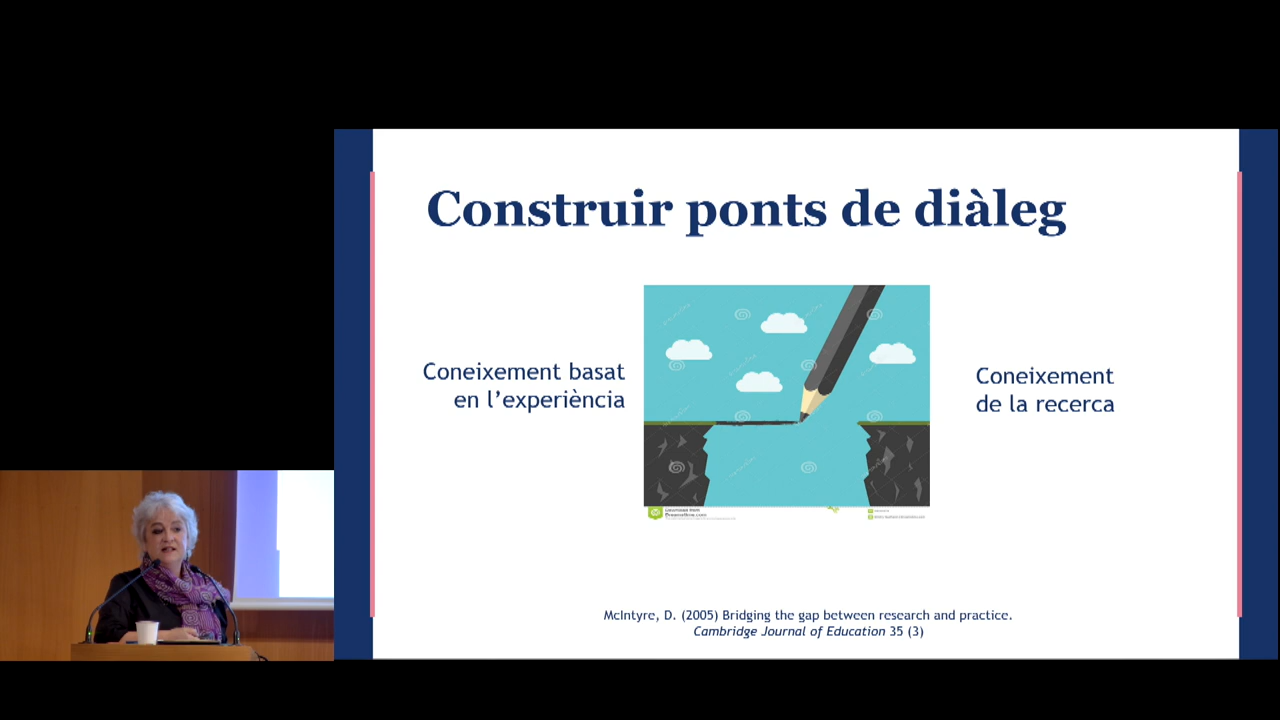 Construir ponts de diàleg
Coneixement basat
en l’experiència
Coneixement
de la recerca
McIntyre, D. (2005) Bridging the gap between research and practice.
Cambridge Journal of Education 35 (3)